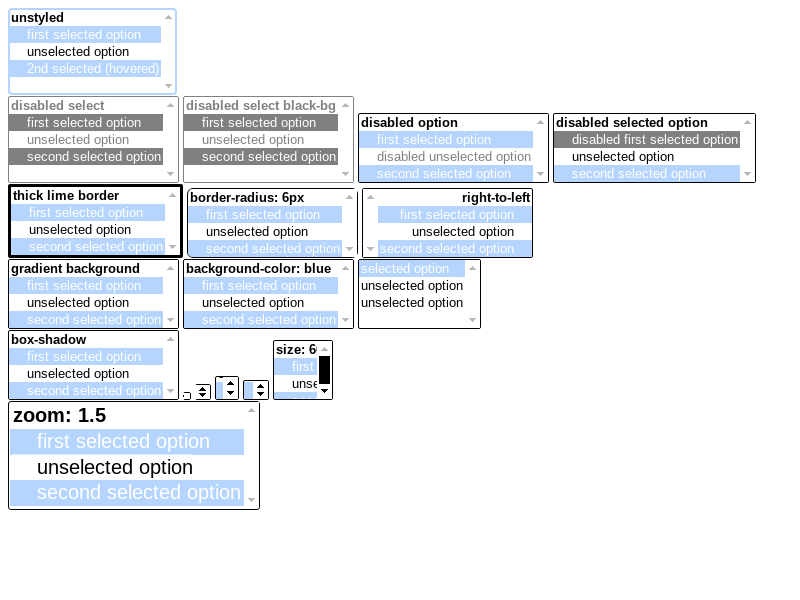 unstyled
first selected option
unselected option
2nd selected (hovered)
disabled select
first selected option
unselected option
second selected option
disabled select black-bg
first selected option
unselected option
second selected option
disabled option
first selected option
disabled unselected option
second selected option
disabled selected option
disabled first selected option
unselected option
second selected option
thick lime border
first selected option
unselected option
second selected option
border-radius: 6px
first selected option
unselected option
second selected option
right-to-left
first selected option
unselected option
second selected option
gradient background
first selected option
unselected option
second selected option
background-color: blue
first selected option
unselected option
second selected option
selected option
unselected option
unselected option
box-shadow
first selected option
unselected option
second selected option
size: 6
first
unse
zoom: 1.5
first selected option
unselected option
second selected option